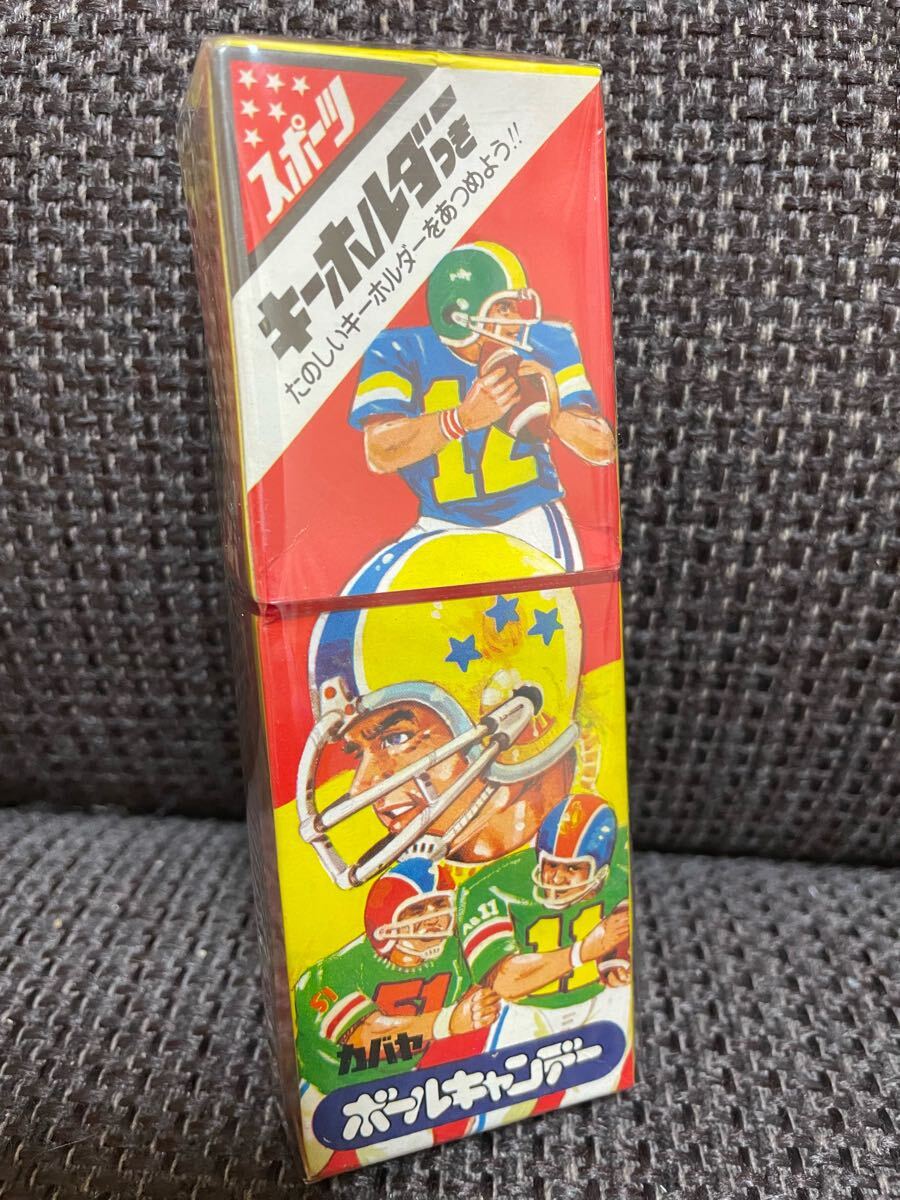 スポーツ
キーホルダーつき
たのしいキーホルダーをあつめよう!!
12
51
51
11
カバヤ
ボールキャンデー